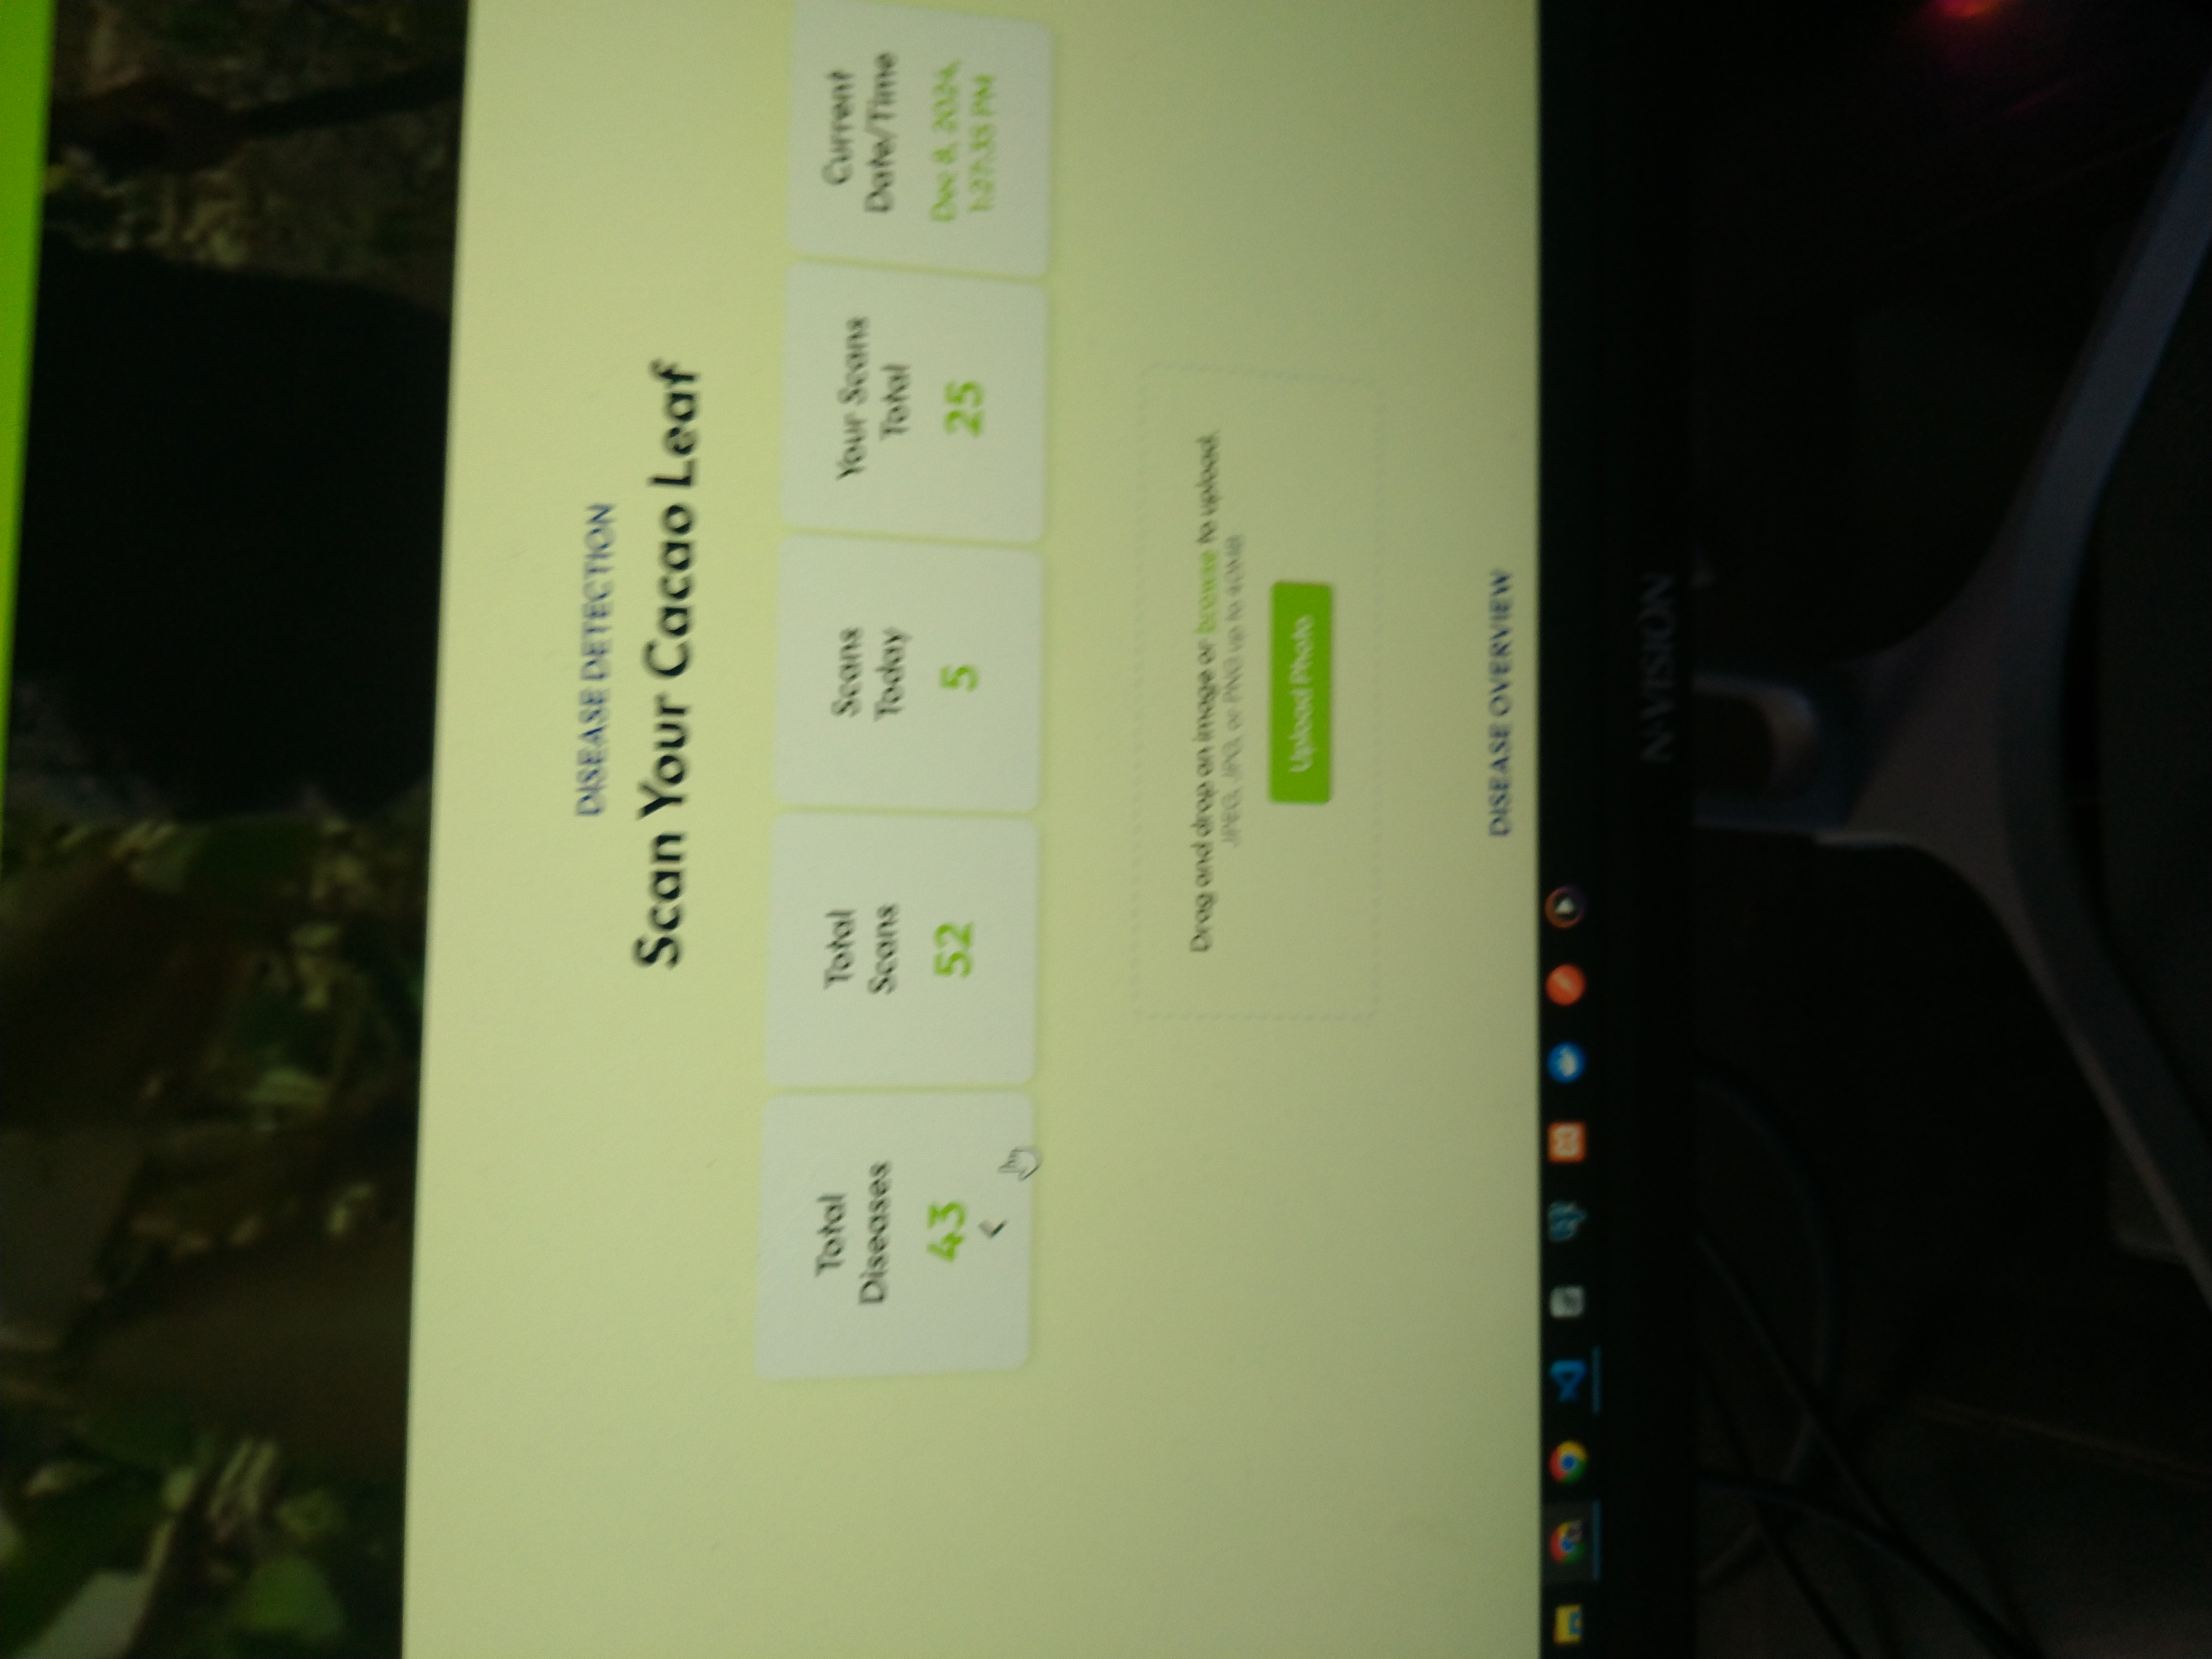 DISEASE DETECTION
Scan Your Cacao Leaf
Total
Diseases
43
<
Total
Scans
52
Scans
Today
5
Your Scans
Total
25
Current
Date/Time
Dec 8, 2024,
1:27:35 PM
Drag and drop an image or browse to upload.
JPEG, JPG, or PNG up to 40MB
Upload Photo
DISEASE OVERVIEW
N-VISION